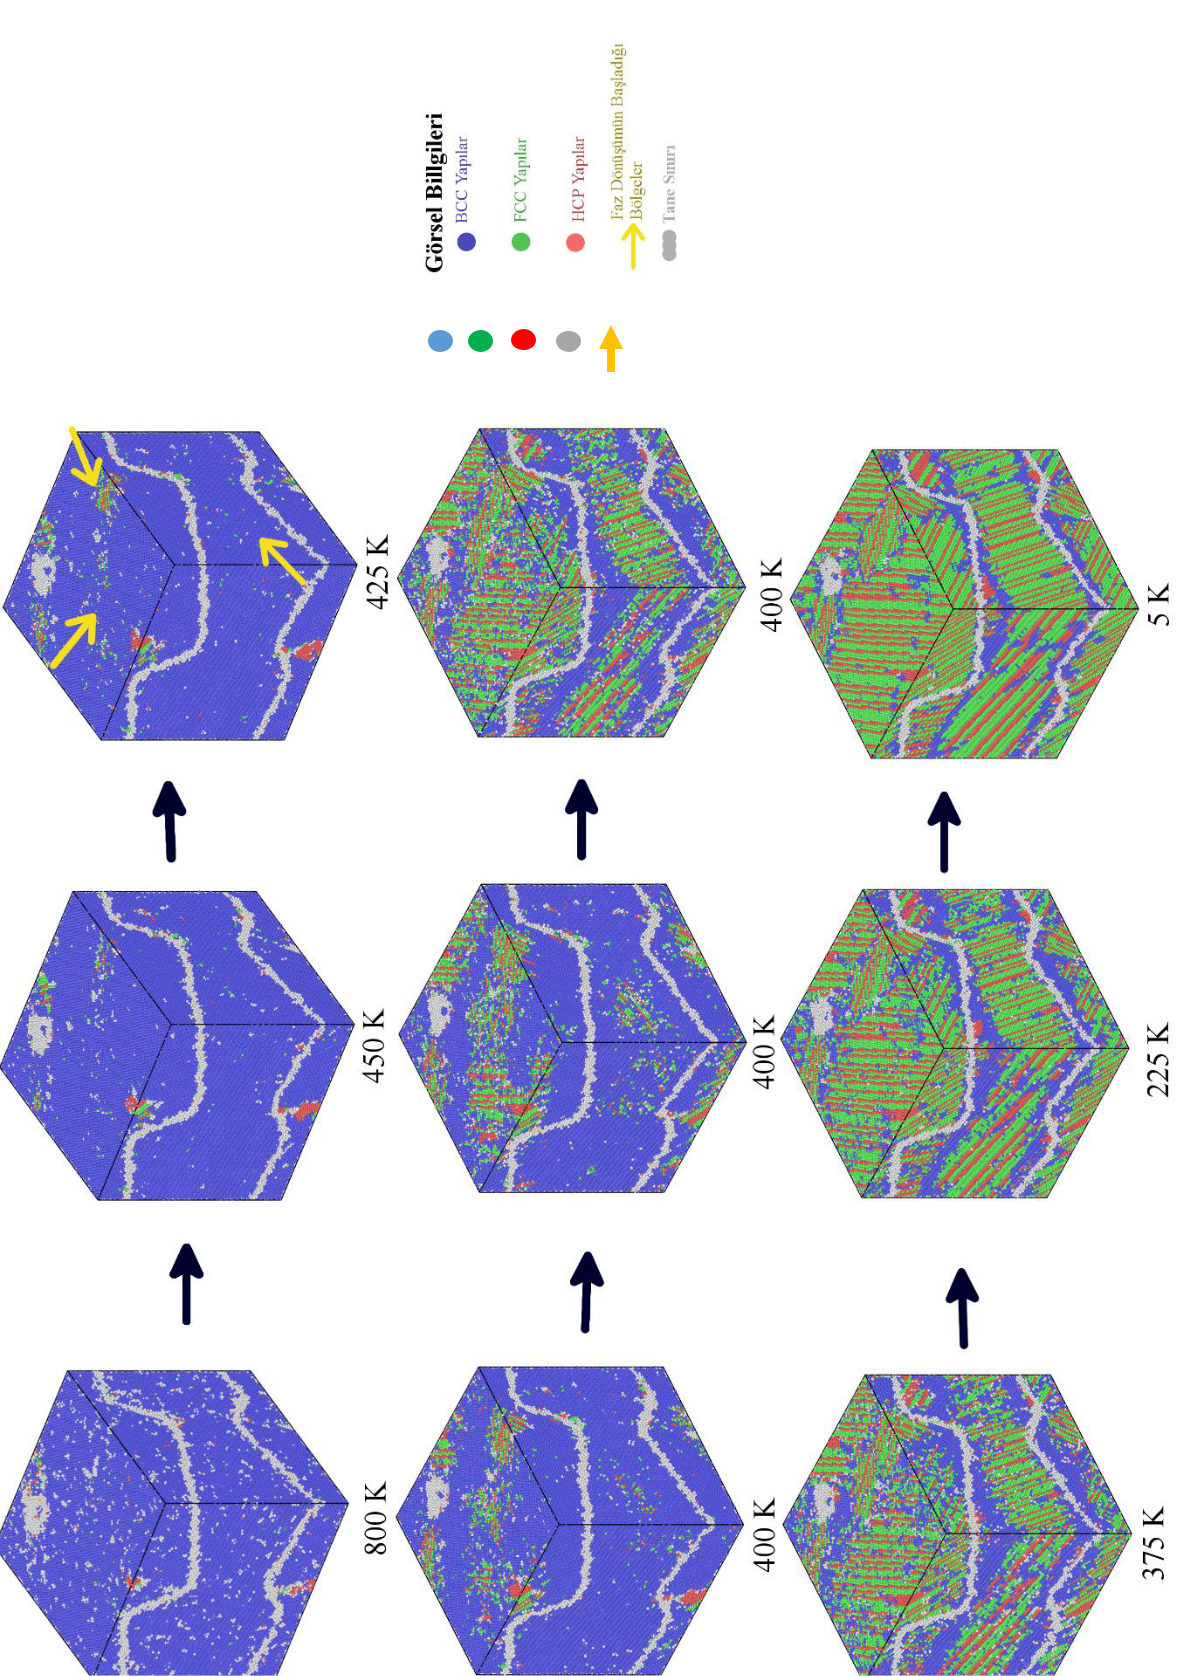 Görsel Billgileri
BCC Yapılar
FCC Yapılar
HCP Yapılar
Faz Dönüşümün Başladığı
Bölgeler
Tane Sınırı
800 K
450 K
425 K
400 K
400 K
400 K
375 K
225 K
5 K